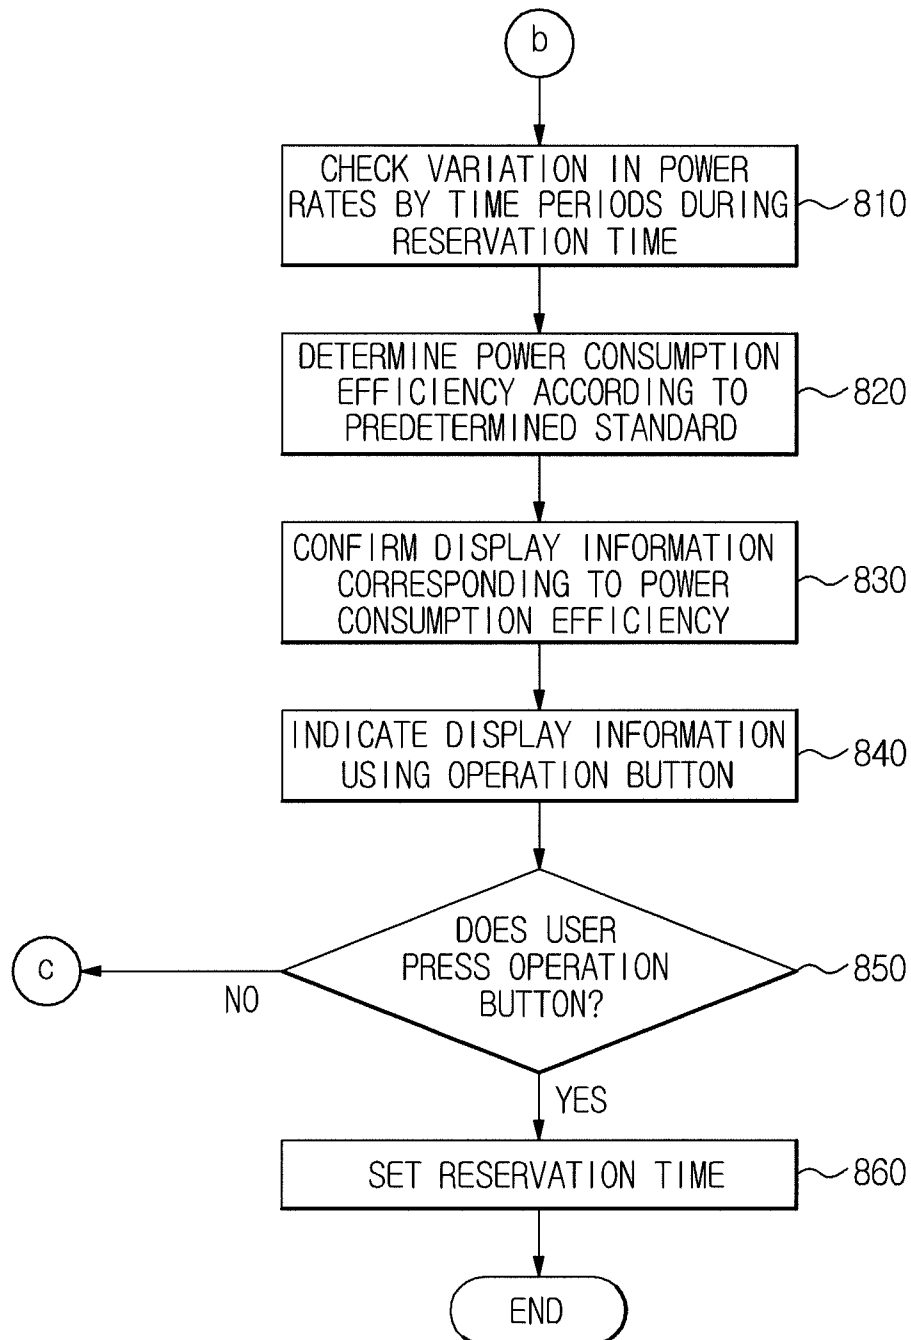 b
CHECK VARIATION IN POWER
RATES BY TIME PERIODS DURING
RESERVATION TIME
810
DETERMINE POWER CONSUMPTION
EFFICIENCY ACCORDING TO
PREDETERMINED STANDARD
820
CONFIRM DISPLAY INFORMATION
CORRESPONDING TO POWER
CONSUMPTION EFFICIENCY
830
INDICATE DISPLAY INFORMATION
USING OPERATION BUTTON
840
DOES USER
PRESS OPERATION
BUTTON?
850
c
NO
YES
SET RESERVATION TIME
860
END